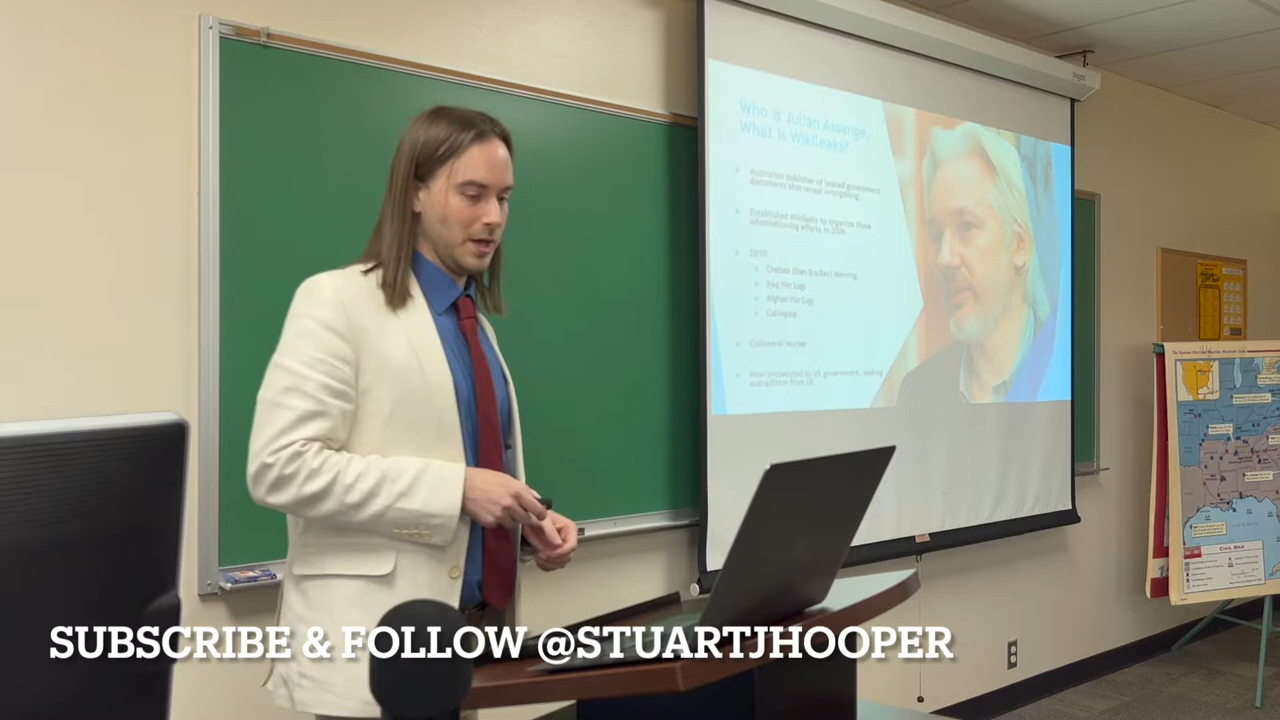 Who is Julian Assange,
What is Wikileaks?
Australian publisher of leaked government
documents that reveal wrongdoing.
Established Wikileaks to organize those
whistleblowing efforts in 2006.
2010:
Chelsea (then Bradley) Manning
Iraq War Logs
Afghan War Logs
Cablegate
Collateral Murder
Now prosecuted by US government, seeking
extradition from UK.
CIVIL WAR
SUBSCRIBE & FOLLOW @STUARTJHOOPER